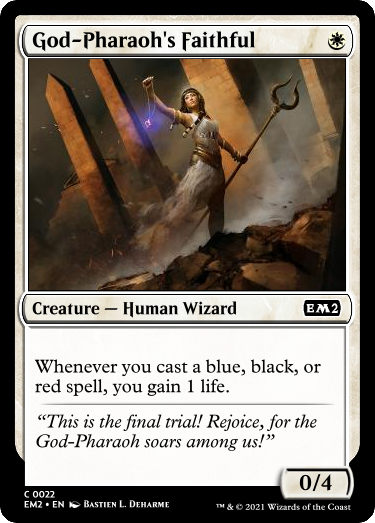 God-Pharaoh's Faithful
Creature — Human Wizard
EM2
Whenever you cast a blue, black, or
red spell, you gain 1 life.
“This is the final trial! Rejoice, for the
God-Pharaoh soars among us!”
0/4
C 0022
EM2 • EN Bastien L. Deharme
™ & © 2021 Wizards of the Coast